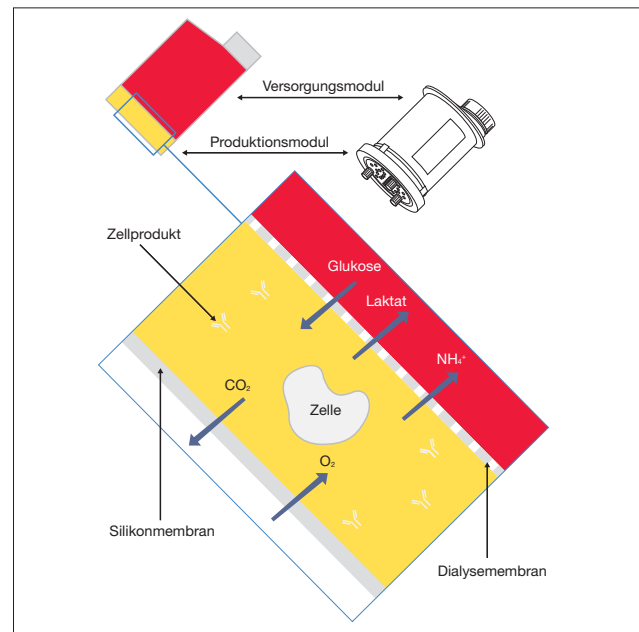 Versorgungsmodul
Produktionsmodul
Zellprodukt
Glukose
Laktat
NH₄⁺
CO₂
Zelle
O₂
Silikonmembran
Dialysemembran